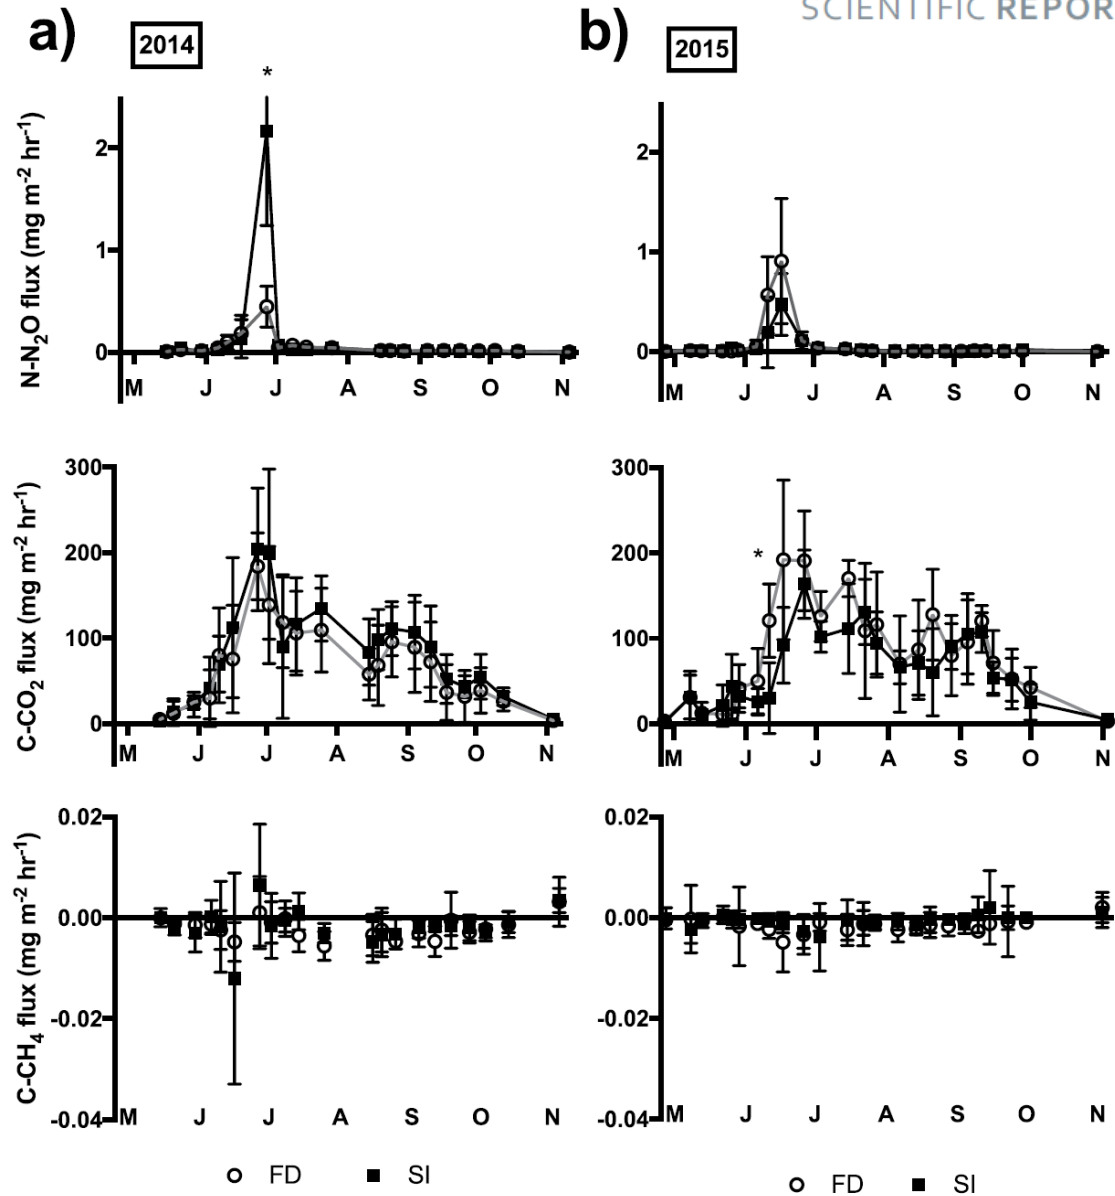 SCIENTIFIC REPOR
a)
2014
b)
2015
*
N-N2O flux (mg m-2 hr-1)
2
1
0
M J J A S O N
2
1
0
M J J A S O N
C-CO2 flux (mg m-2 hr-1)
300
200
100
0
M J J A S O N
300
200
100
0
*
M J J A S O N
C-CH4 flux (mg m-2 hr-1)
0.02
0.00
-0.02
-0.04
M J J A S O N
0.02
0.00
-0.02
-0.04
M J J A S O N
FD SI
FD SI